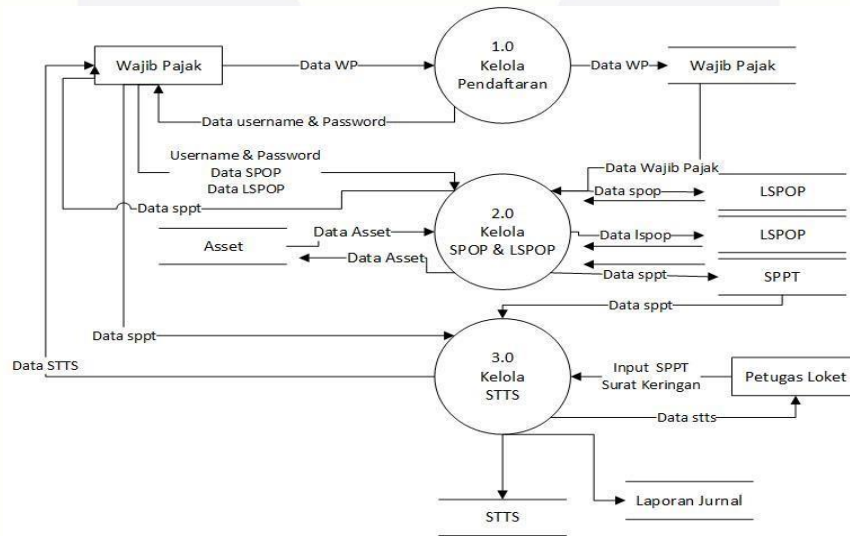 1.0
Kelola
Pendaftaran
Wajib Pajak
Data WP
Data WP
Wajib Pajak
Data username & Password
Username & Password
Data SPOP
Data LSPOP
Data Wajib Pajak
Data spop
LSPOP
Data sppt
2.0
Kelola
SPOP & LSPOP
Asset
Data Asset
Data Asset
Data lspop
LSPOP
Data sppt
SPPT
Data sppt
Data sppt
Data STTS
3.0
Kelola
STTS
Input SPPT
Surat Keringan
Petugas Loket
Data stts
STTS
Laporan Jurnal